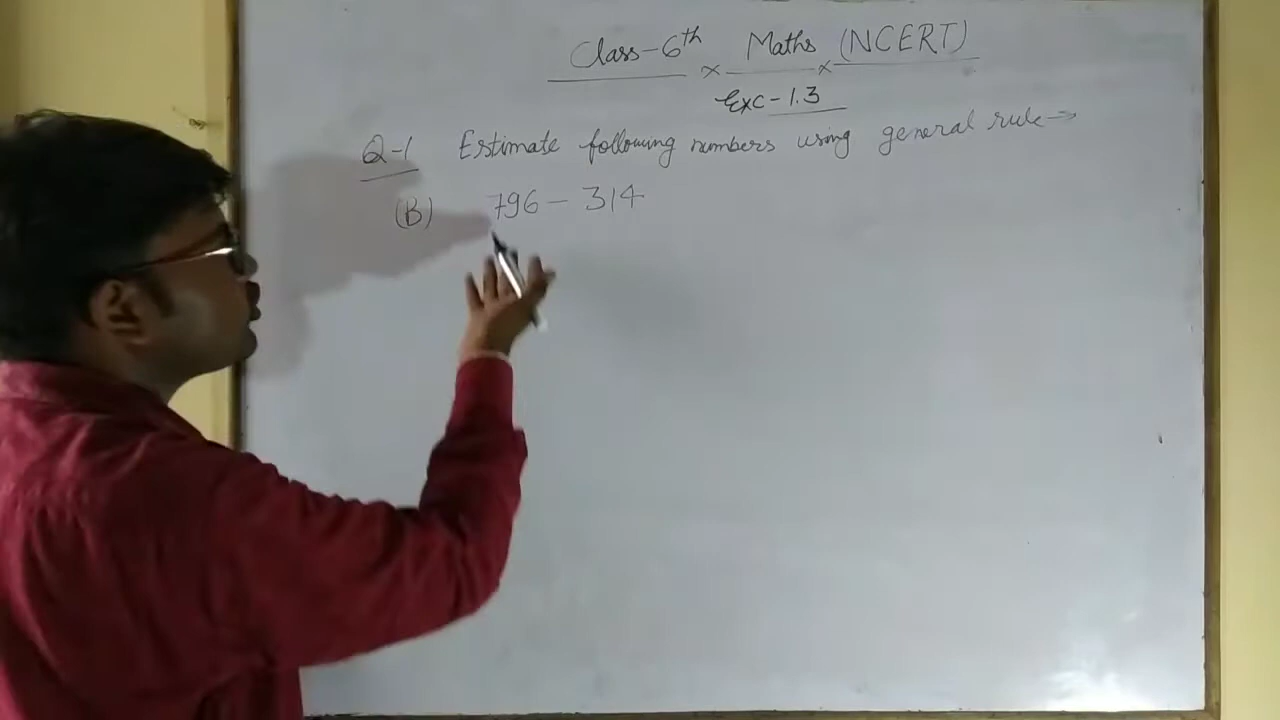 Class-6th x Maths x (NCERT)
Exc-1.3
Q-1 Estimate following numbers using general rule→
(B) 796 - 314